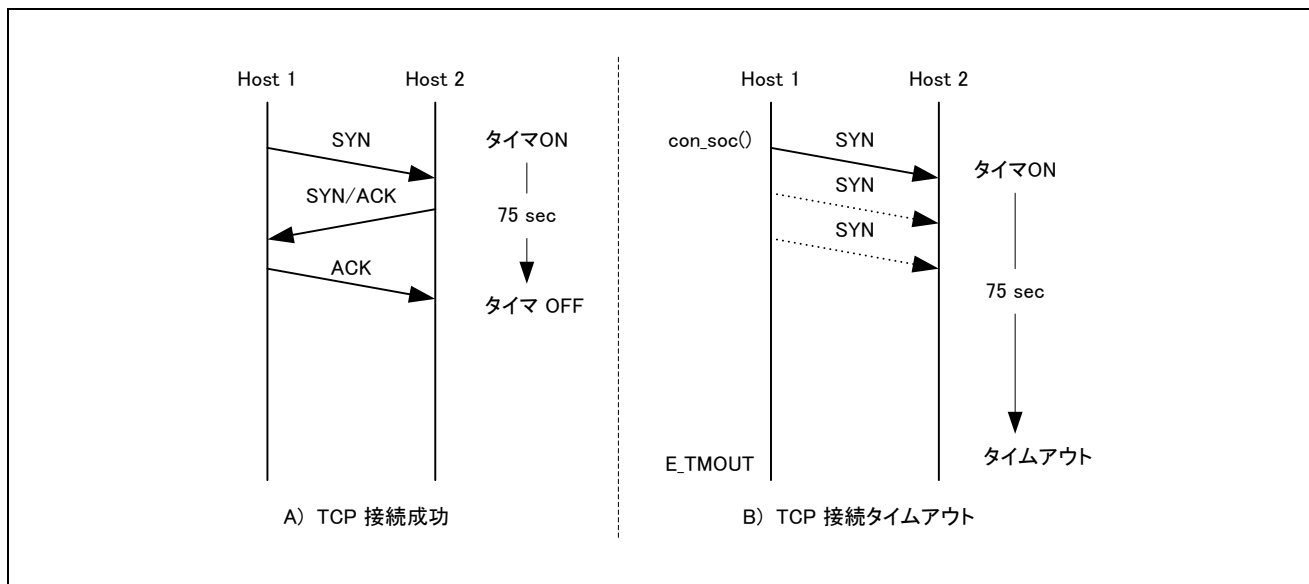 Host 1
Host 2
SYN
タイマON
SYN/ACK
75 sec
ACK
タイマ OFF
A) TCP 接続成功
Host 1
Host 2
con_soc()
SYN
タイマON
SYN
SYN
75 sec
E_TMOUT
タイムアウト
B) TCP 接続タイムアウト